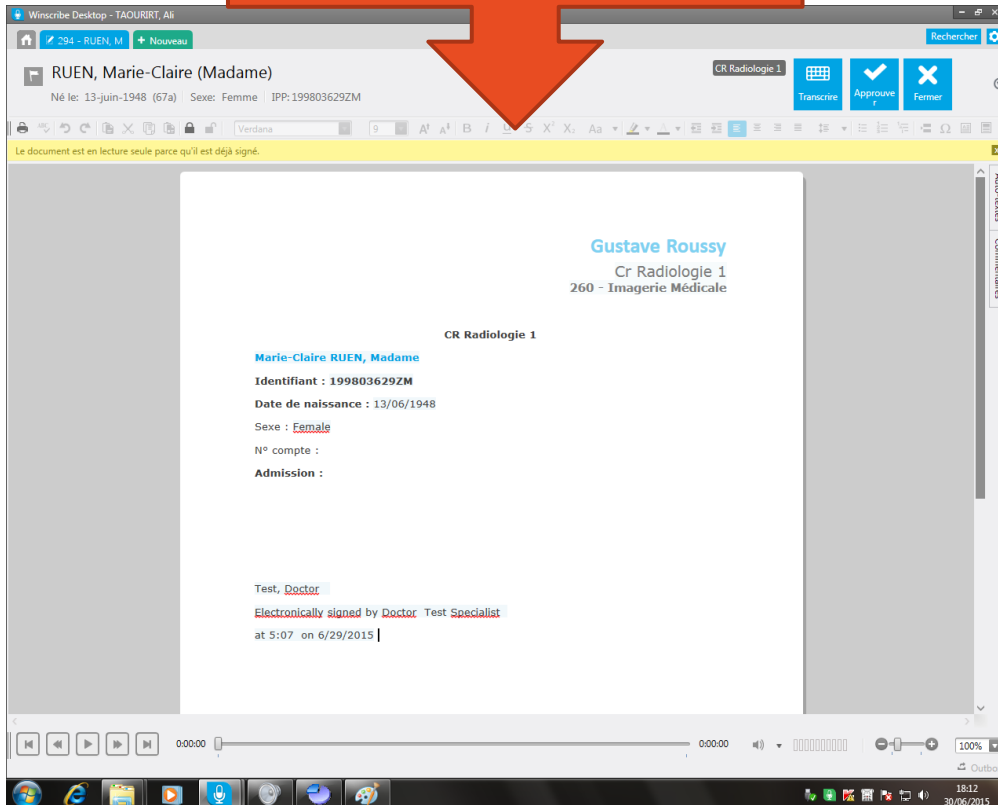 Winscribe Desktop - TAOURIRT, Ali
294 - RUEN, M
+ Nouveau
Rechercher
RUEN, Marie-Claire (Madame)
Né le: 13-juin-1948 (67a) Sexe: Femme IPP: 199803629ZM
CR Radiologie 1
Transcrire
Approuve
r
Fermer
Verdana 9
Le document est en lecture seule parce qu'il est déjà signé.
Auto-textes
Commentaires
Gustave Roussy
Cr Radiologie 1
260 - Imagerie Médicale
CR Radiologie 1
Marie-Claire RUEN, Madame
Identifiant : 199803629ZM
Date de naissance : 13/06/1948
Sexe : Female
N° compte :
Admission :
Test, Doctor
Electronically signed by Doctor Test Specialist
at 5:07 on 6/29/2015
0:00:00
0:00:00
100%
Outbo
18:12
30/06/2015